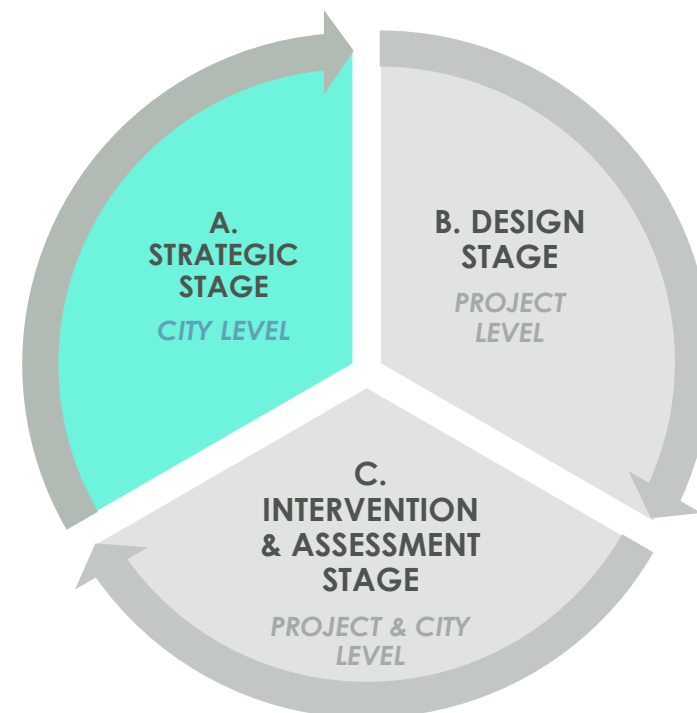 A.
STRATEGIC
STAGE
CITY LEVEL
B. DESIGN
STAGE
PROJECT
LEVEL
C.
INTERVENTION
& ASSESSMENT
STAGE
PROJECT & CITY
LEVEL